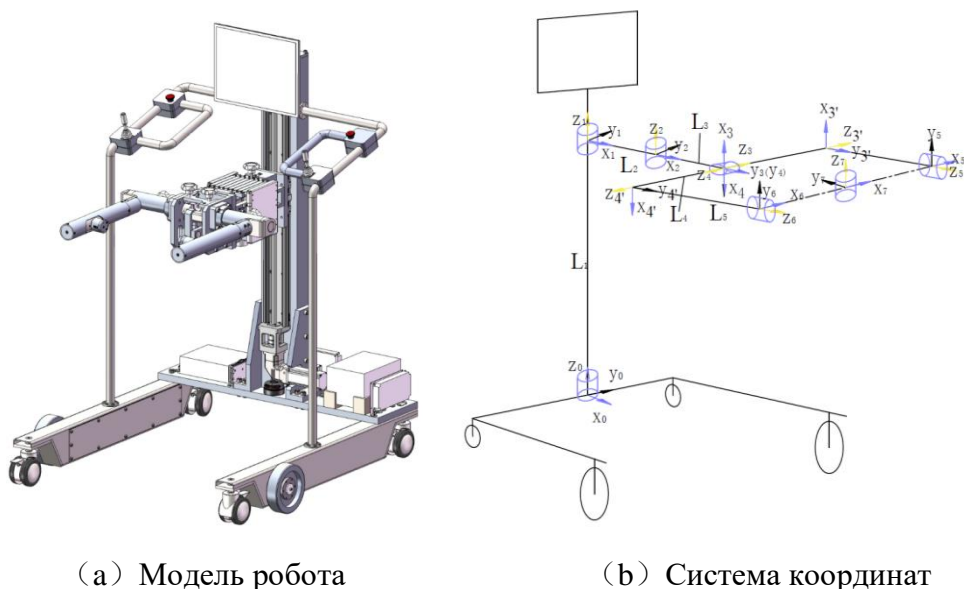 z₁ y₁
x₁
z₂
y₂
x₂
L₂
L₃
x₃
z₃
z₄
y₃(y₄)
x₄
x₃'
z₃'
y₃'
z₄'
y₄'
x₄'
L₄
L₅
z₇
y₇
x₇
y₆
x₆
z₆
y₅
x₅
z₅
L₁
z₀
y₀
x₀
（a）Модель робота
（b）Система координат